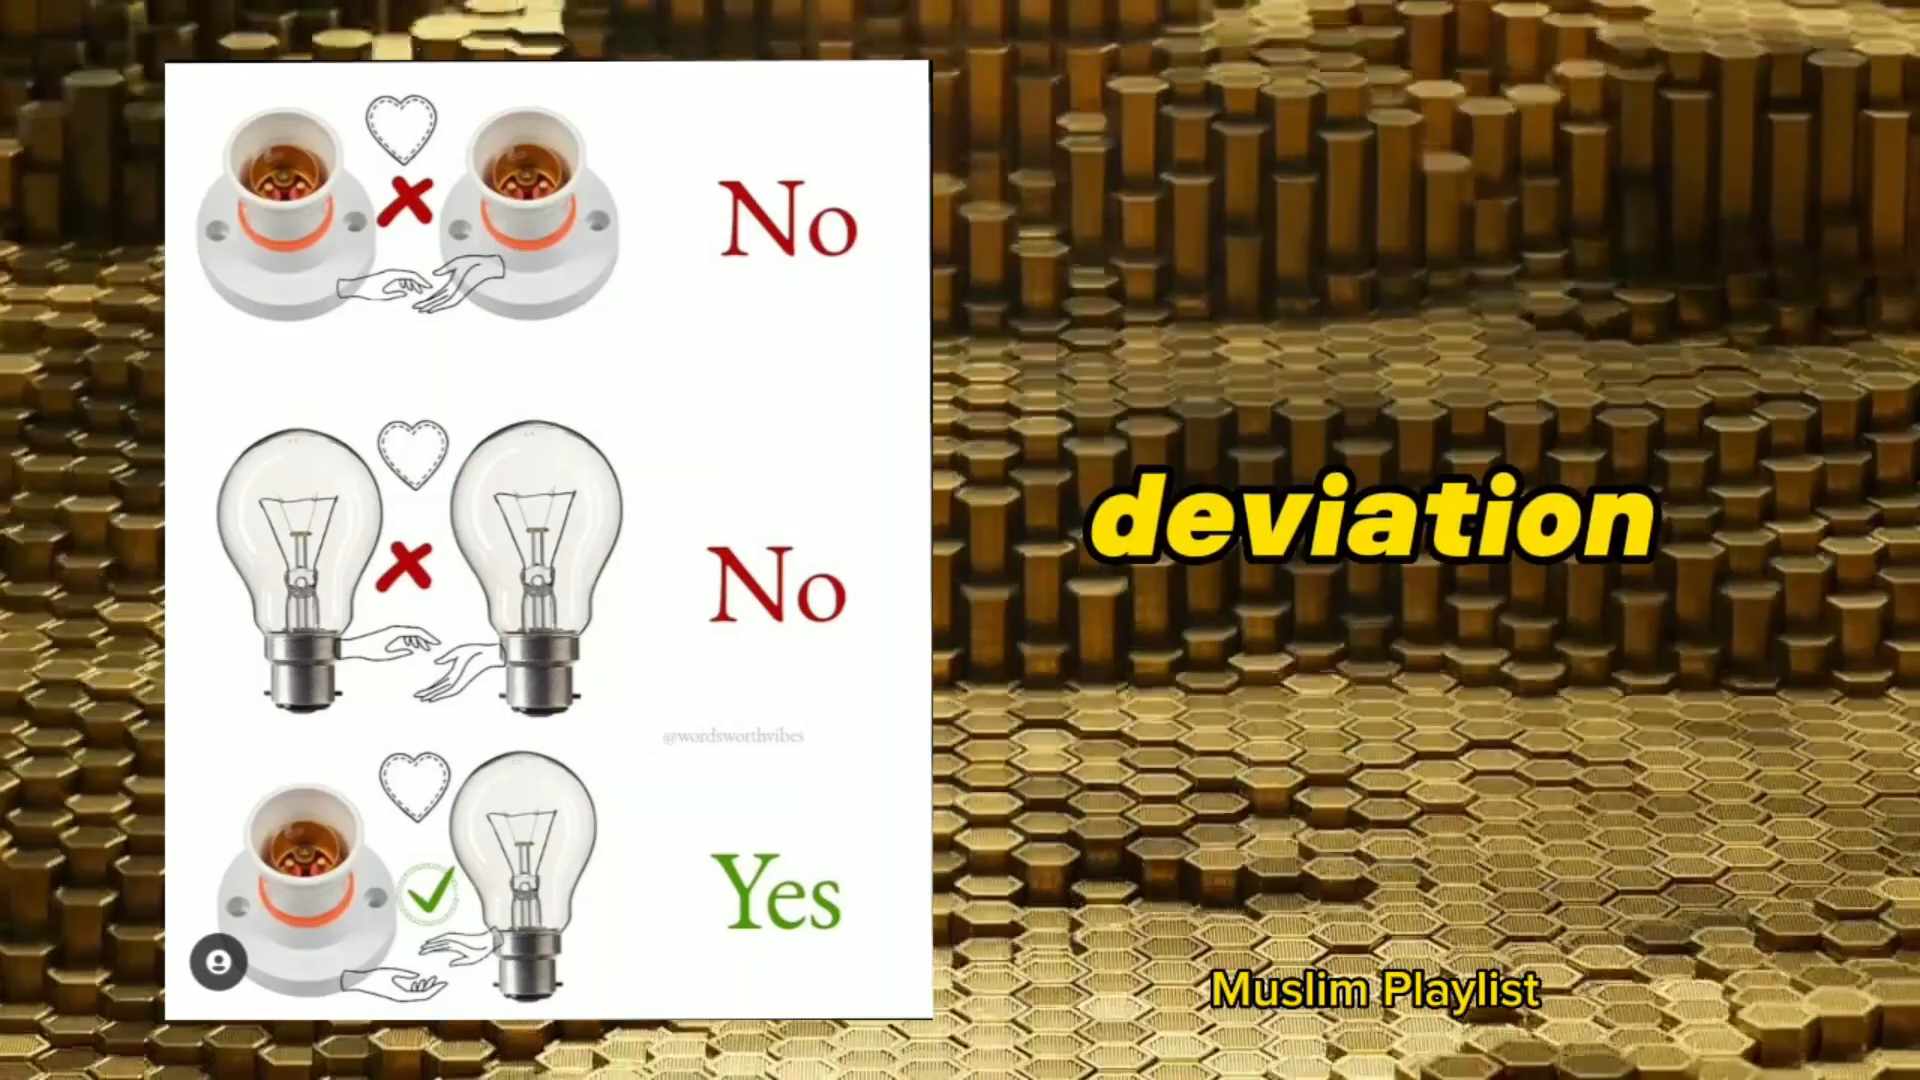 No
No
@wordsworthvibes
Yes
deviation
Muslim Playlist